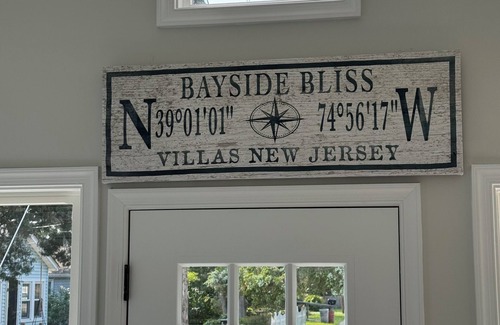 BAYSIDE BLISS
N 39°01'01" 74°56'17" W
VILLAS NEW JERSEY